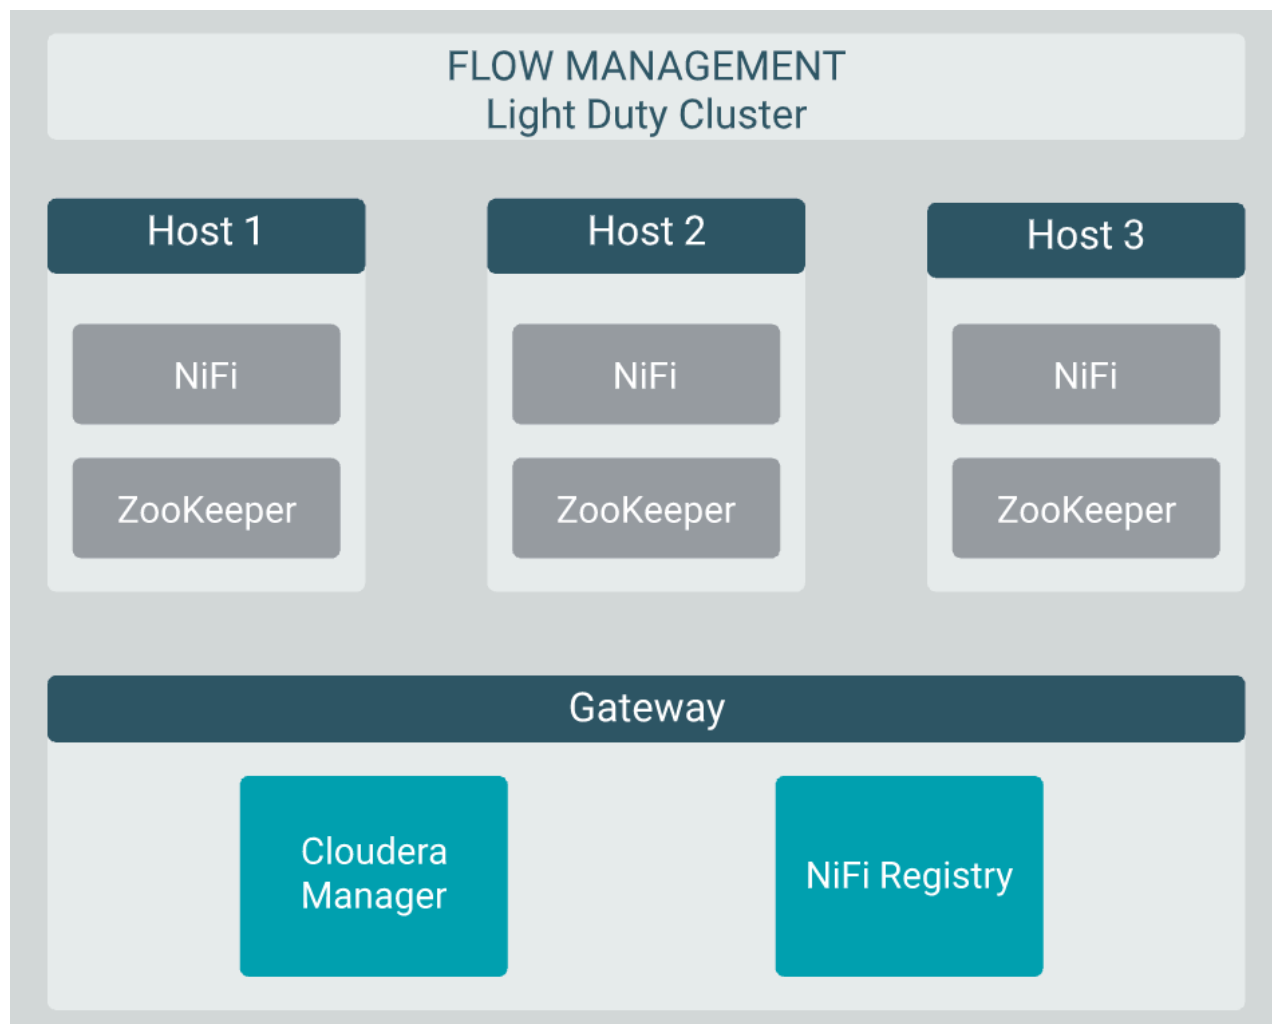 FLOW MANAGEMENT
Light Duty Cluster
Host 1
Host 2
Host 3
NiFi
NiFi
NiFi
ZooKeeper
ZooKeeper
ZooKeeper
Gateway
Cloudera
Manager
NiFi Registry